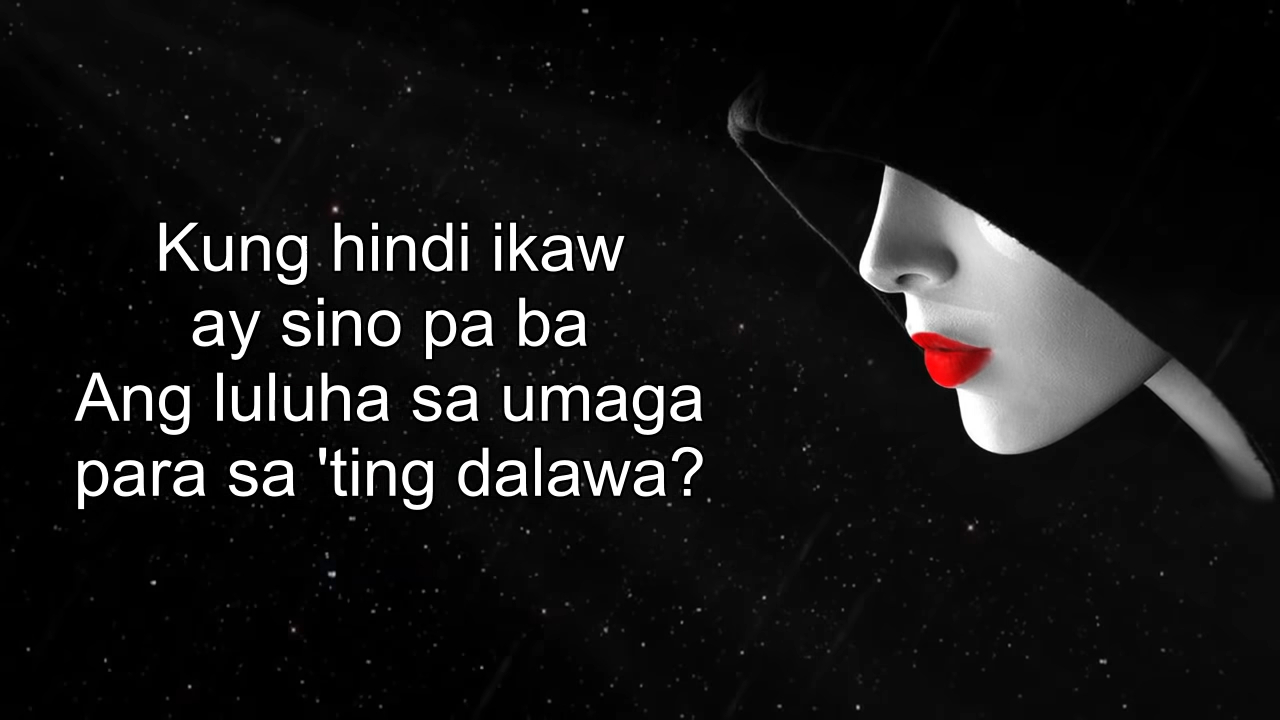 Kung hindi ikaw
ay sino pa ba
Ang luluha sa umaga
para sa 'ting dalawa?